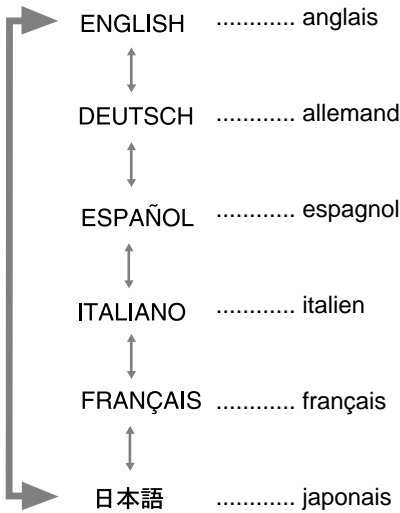 ENGLISH ............ anglais
DEUTSCH ............ allemand
ESPAÑOL ............ espagnol
ITALIANO ............ italien
FRANÇAIS ............ français
日本語 ............ japonais